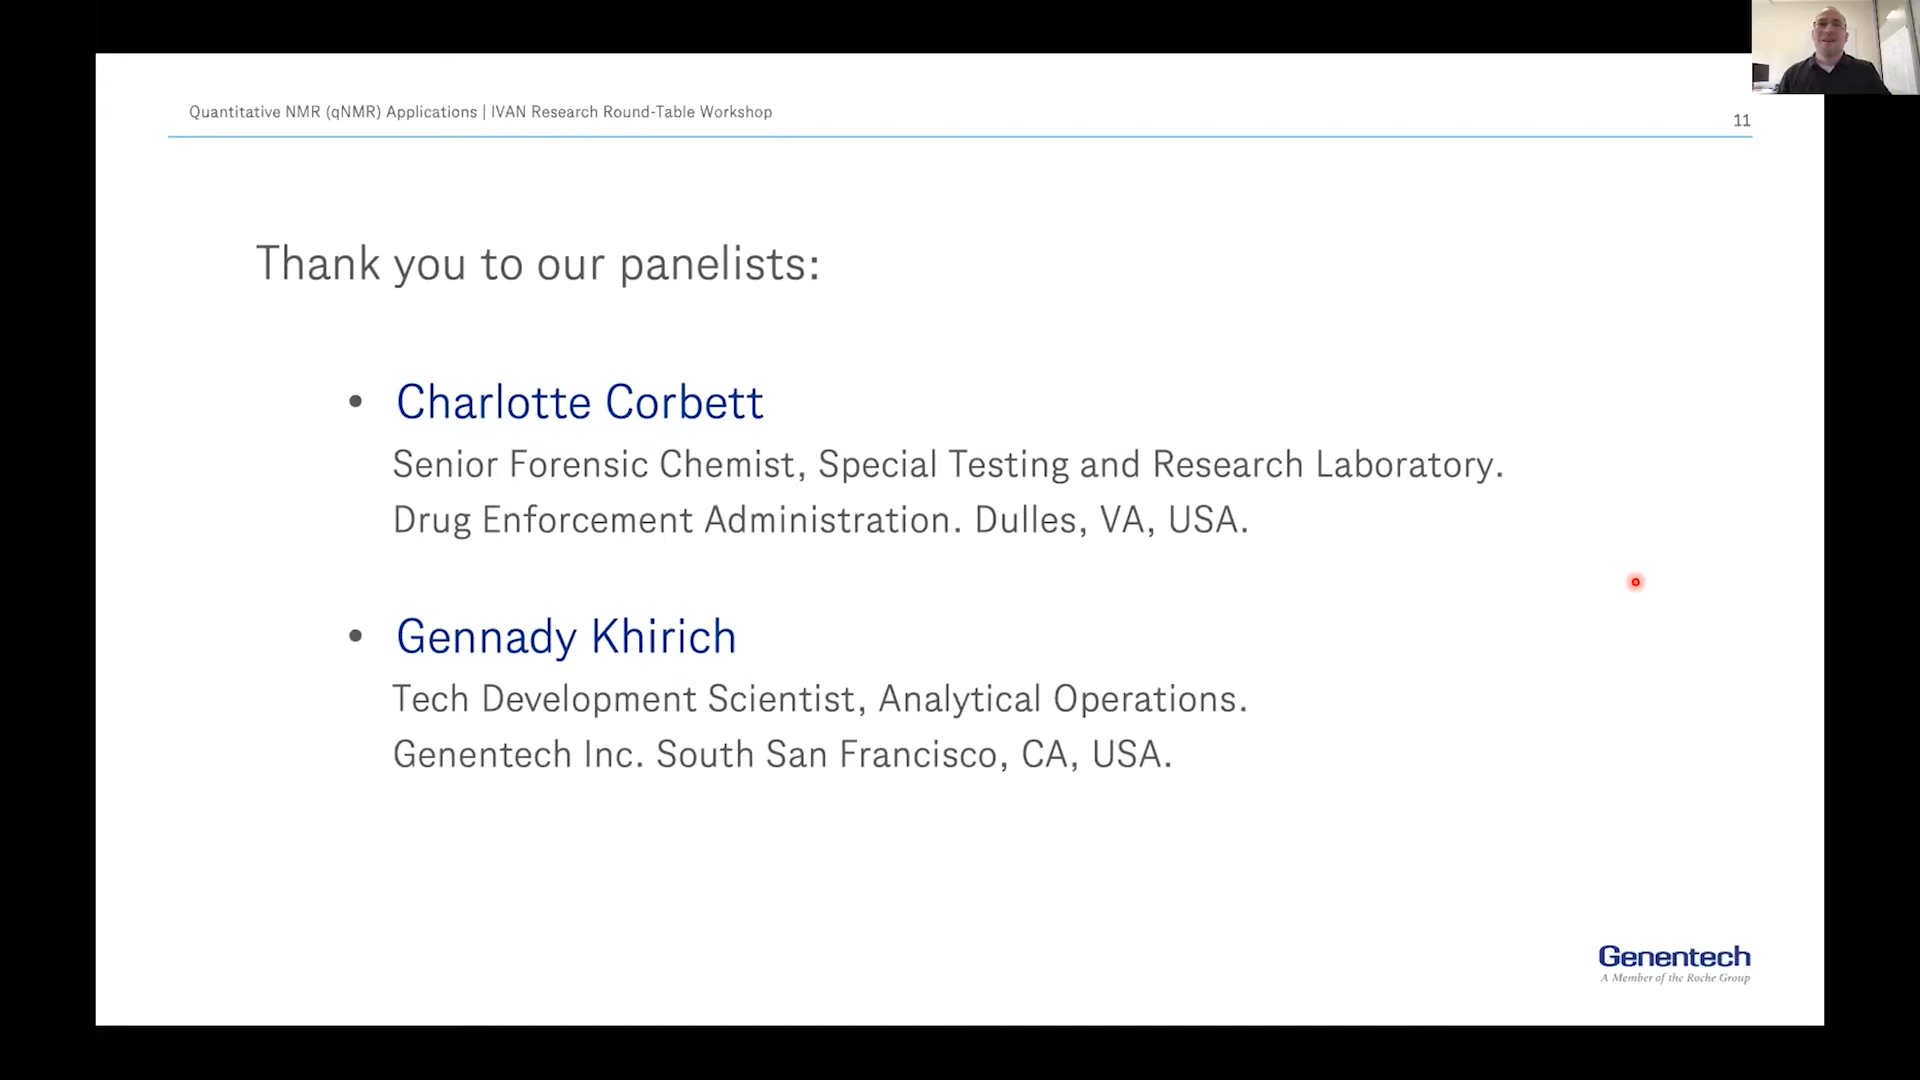 Quantitative NMR (qNMR) Applications | IVAN Research Round-Table Workshop
11
Thank you to our panelists:
• Charlotte Corbett
Senior Forensic Chemist, Special Testing and Research Laboratory.
Drug Enforcement Administration. Dulles, VA, USA.
• Gennady Khirich
Tech Development Scientist, Analytical Operations.
Genentech Inc. South San Francisco, CA, USA.
Genentech
A Member of the Roche Group